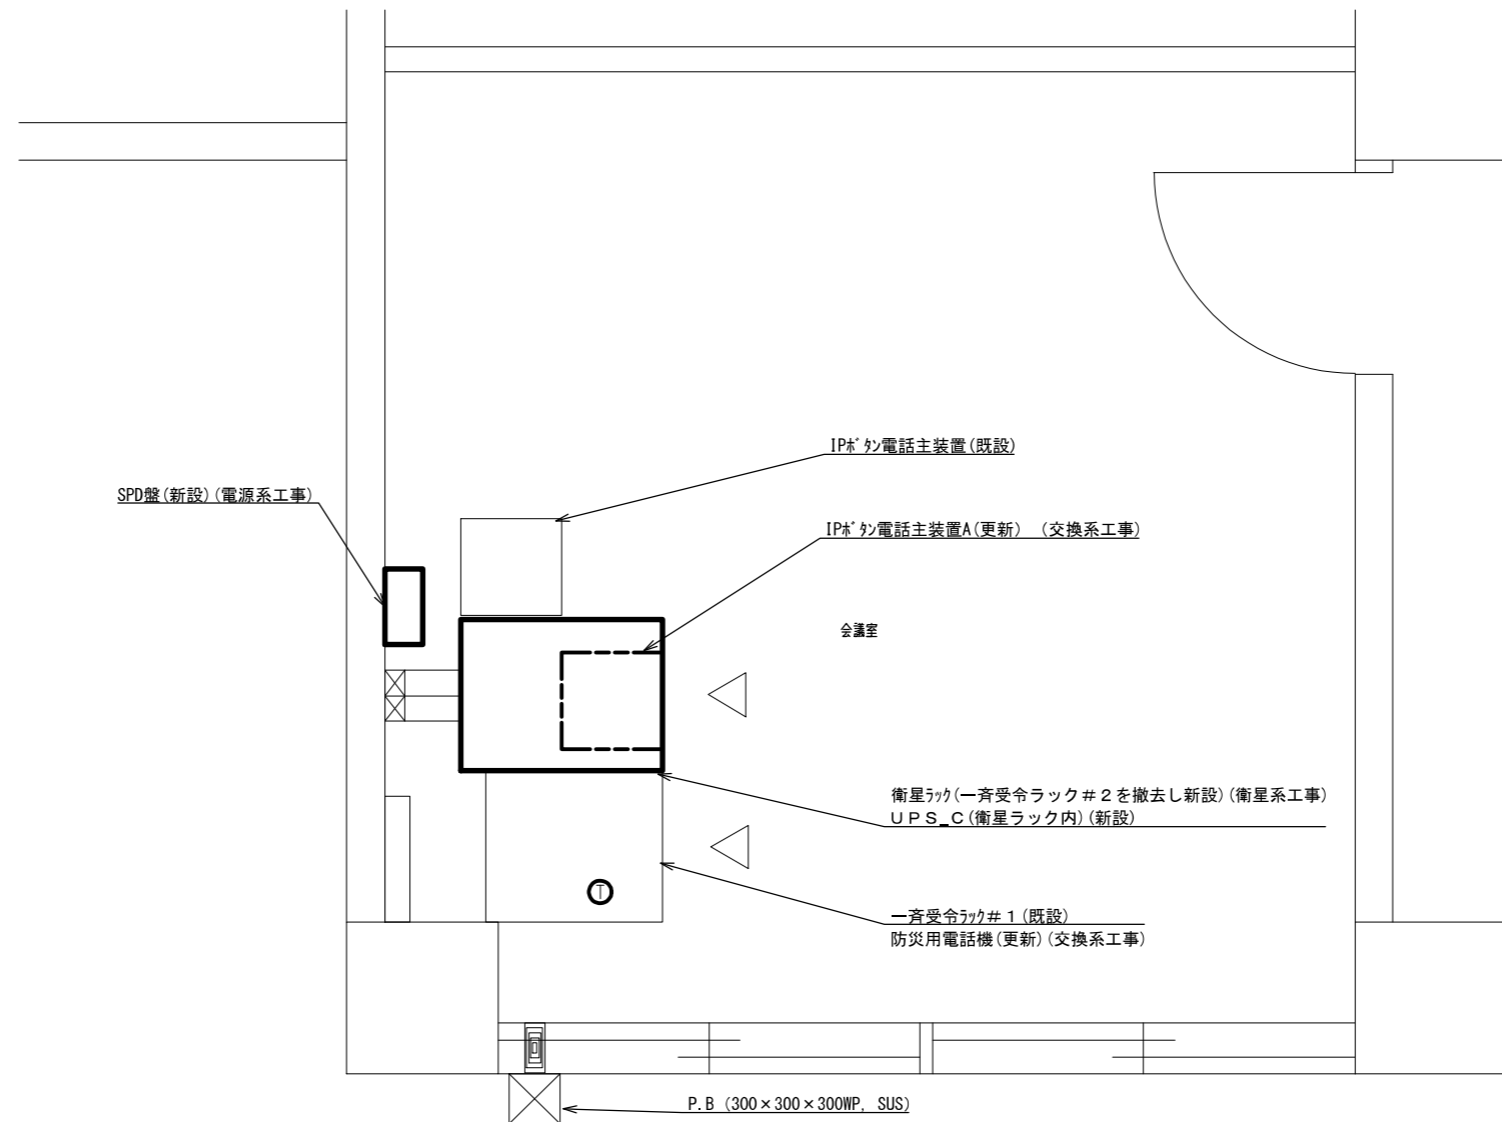 IPﾎﾞﾀﾝ電話主装置(既設)
SPD盤(新設)(電源系工事)
IPﾎﾞﾀﾝ電話主装置A(更新) (交換系工事)
会議室
衛星ﾗｯｸ(一斉受令ラック＃２を撤去し新設)(衛星系工事)
ＵＰＳ_Ｃ(衛星ラック内)(新設)
T
一斉受令ﾗｯｸ＃１(既設)
防災用電話機(更新)(交換系工事)
P.B (300×300×300WP, SUS)